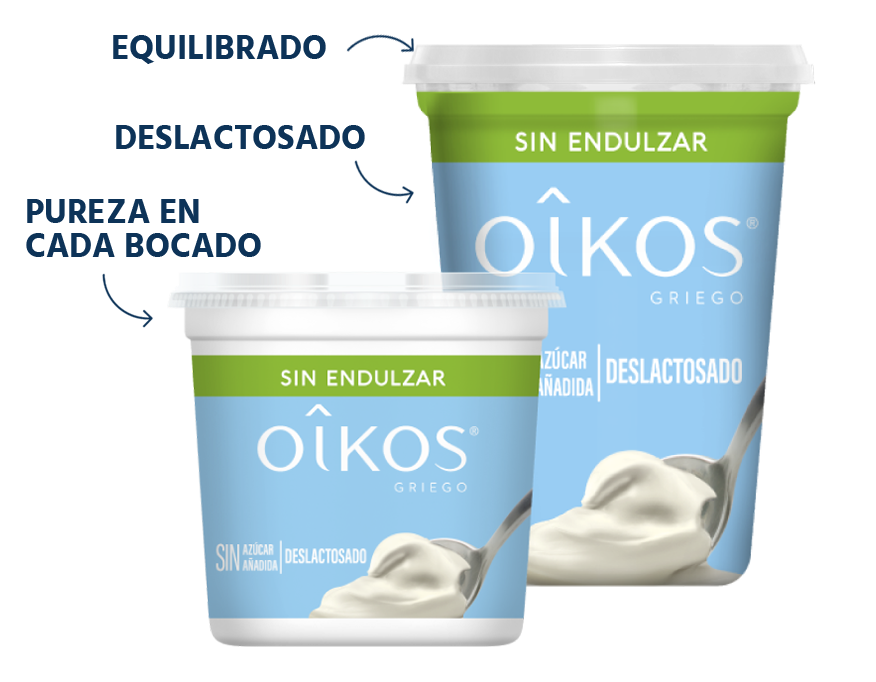 EQUILIBRADO
DESLACTOSADO
PUREZA EN
CADA BOCADO
SIN ENDULZAR
OÎKOS®
GRIEGO
AZÚCAR
AÑADIDA
DESLACTOSADO
SIN ENDULZAR
OÎKOS®
GRIEGO
SIN
AZÚCAR
AÑADIDA
DESLACTOSADO